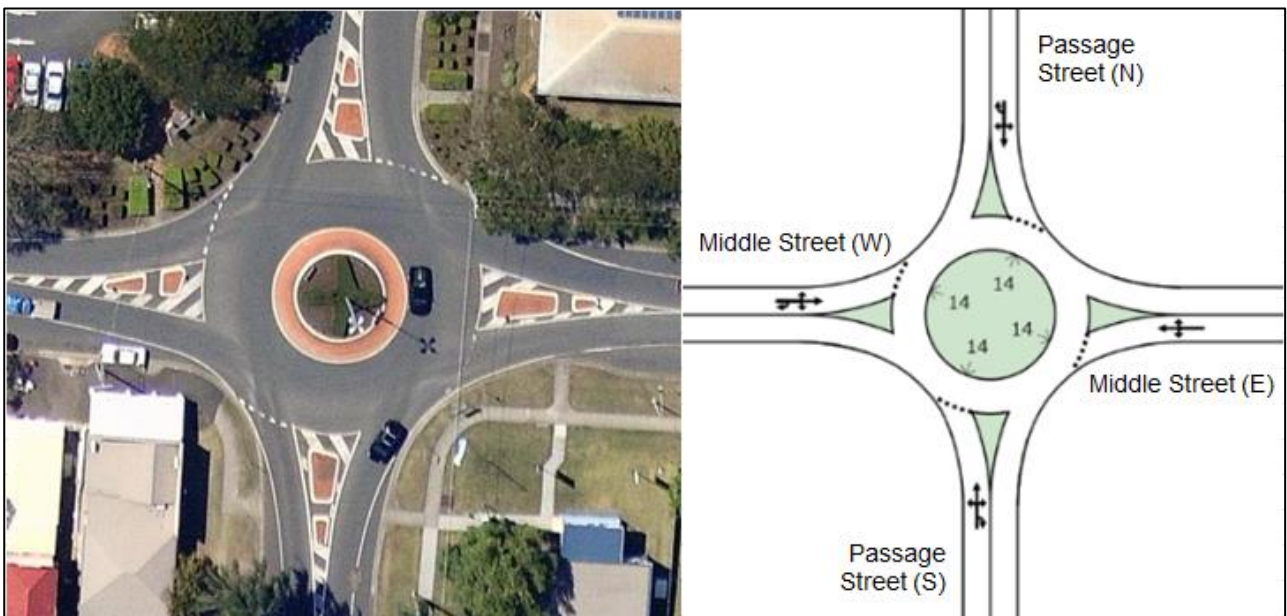 Passage
Street (N)
Middle Street (W)
14
14
14
14
Middle Street (E)
Passage
Street (S)